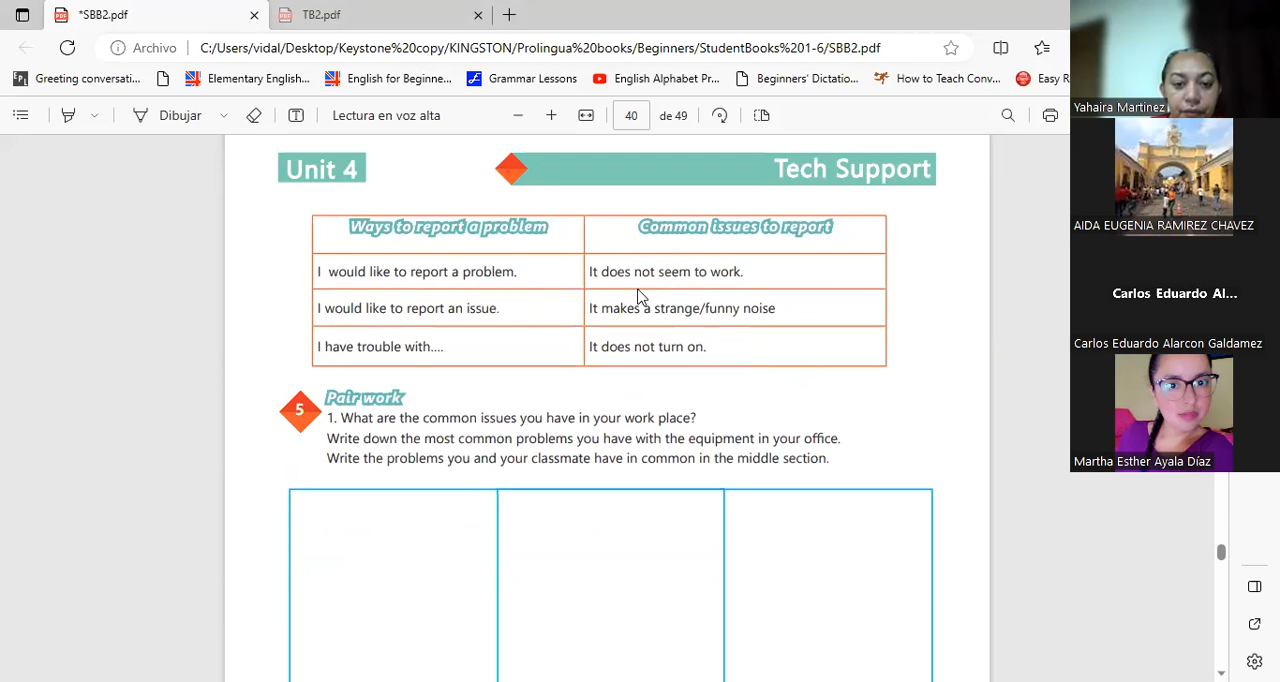 *SBB2.pdf
TB2.pdf
Archivo
C:/Users/vidal/Desktop/Keystone%20copy/KINGSTON/Prolingua%20books/Beginners/StudentBooks%201-6/SBB2.pdf
Greeting conversati...
Elementary English...
English for Beginne...
Grammar Lessons
English Alphabet Pr...
Beginners' Dictatio...
How to Teach Conv...
Easy R
Dibujar
Lectura en voz alta
40
de 49
Unit 4
Tech Support
Ways to report a problem
Common issues to report
I would like to report a problem.
It does not seem to work.
I would like to report an issue.
It makes a strange/funny noise
I have trouble with....
It does not turn on.
5
Pair work
1. What are the common issues you have in your work place?
Write down the most common problems you have with the equipment in your office.
Write the problems you and your classmate have in common in the middle section.
Yahaira Martinez
AIDA EUGENIA RAMIREZ CHAVEZ
Carlos Eduardo Al...
Carlos Eduardo Alarcon Galdamez
Martha Esther Ayala Díaz